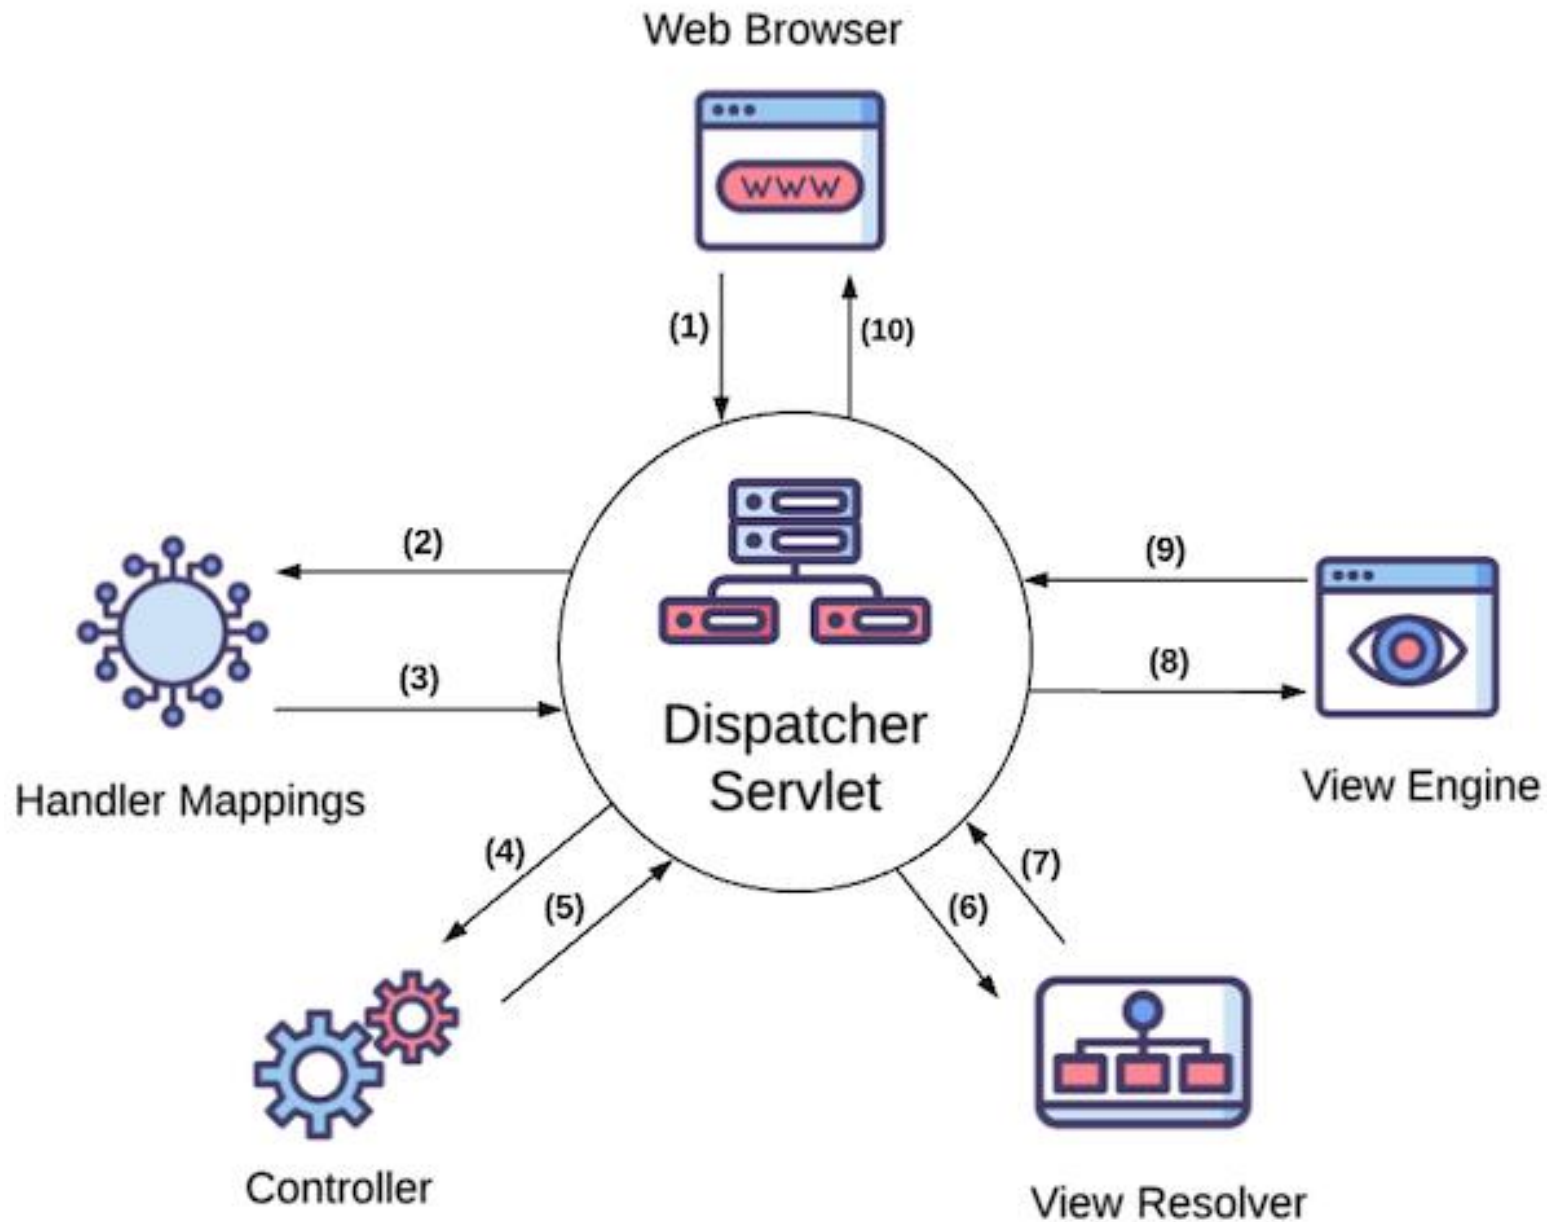 Web Browser
WWW
(1)
(10)
(2)
(9)
(3)
(8)
Dispatcher
Servlet
Handler Mappings
View Engine
(4)
(5)
(6)
(7)
Controller
View Resolver